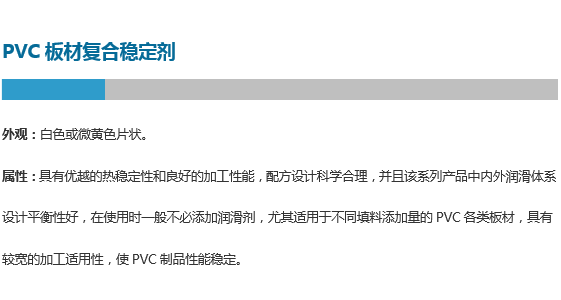 PVC 板材复合稳定剂
外观：白色或微黄色片状。
属性：具有优越的热稳定性和良好的加工性能，配方设计科学合理，并且该系列产品中内外润滑体系
设计平衡性好，在使用时一般不必添加润滑剂，尤其适用于不同填料添加量的 PVC 各类板材，具有
较宽的加工适用性，使 PVC 制品性能稳定。